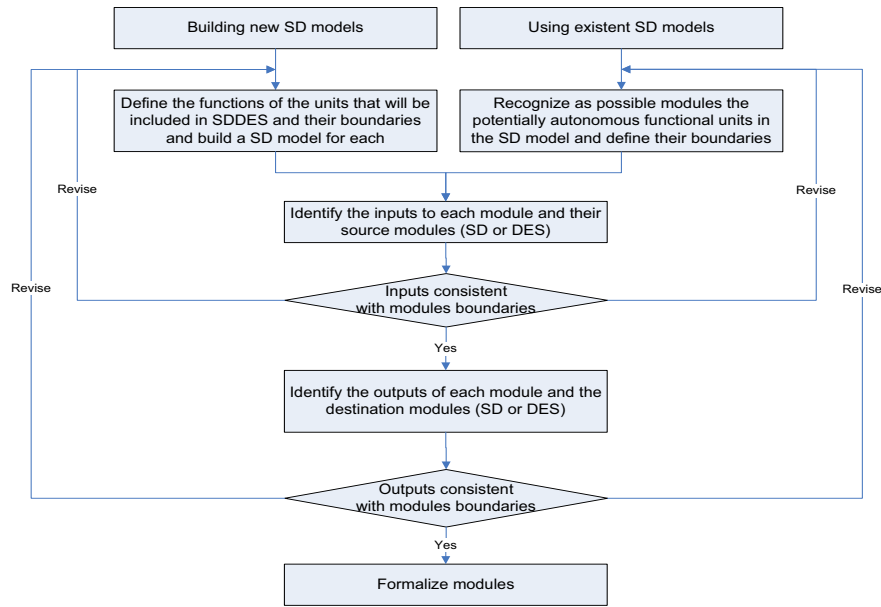 Building new SD models
Using existent SD models
Define the functions of the units that will be
included in SDDES and their boundaries
and build a SD model for each
Recognize as possible modules the
potentially autonomous functional units in
the SD model and define their boundaries
Revise
Revise
Identify the inputs to each module and their
source modules (SD or DES)
Revise
Revise
Inputs consistent
with modules boundaries
Yes
Identify the outputs of each module and the
destination modules (SD or DES)
Outputs consistent
with modules boundaries
Yes
Formalize modules